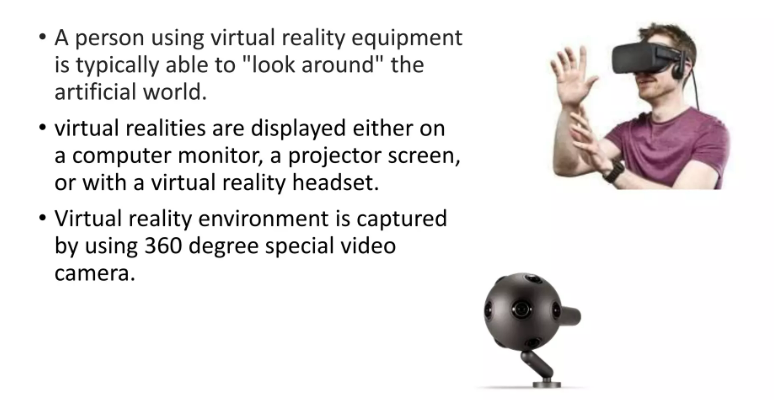 • A person using virtual reality equipment
is typically able to "look around" the
artificial world.
• virtual realities are displayed either on
a computer monitor, a projector screen,
or with a virtual reality headset.
• Virtual reality environment is captured
by using 360 degree special video
camera.